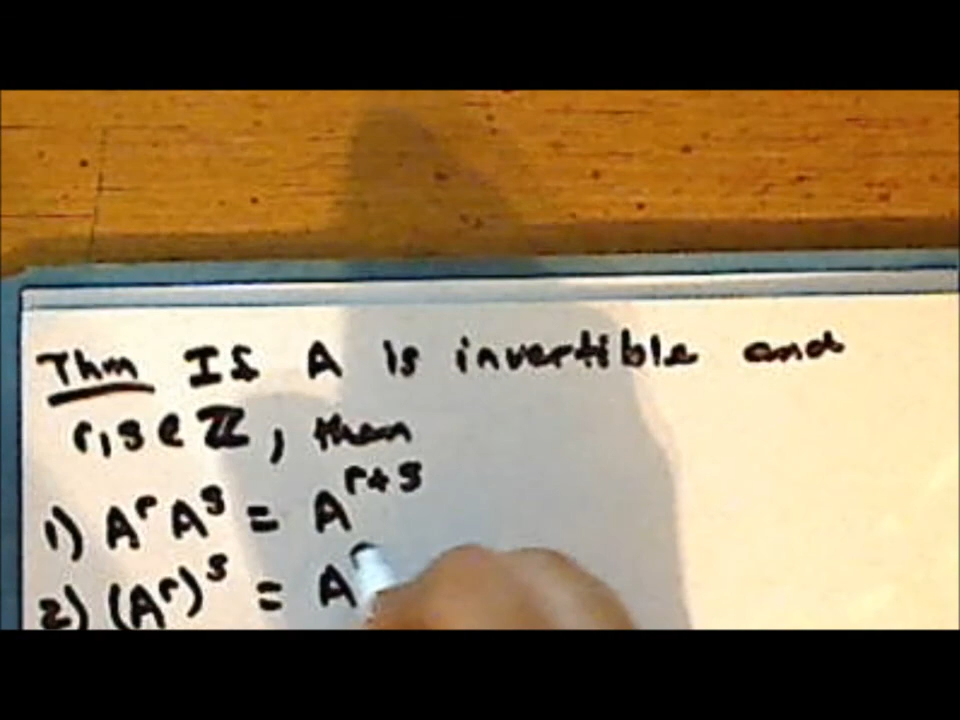 Thm If A is invertible and
r,s∈ℤ, then
1) A^r A^s = A^{r+s}
2) (A^r)^s = A^r